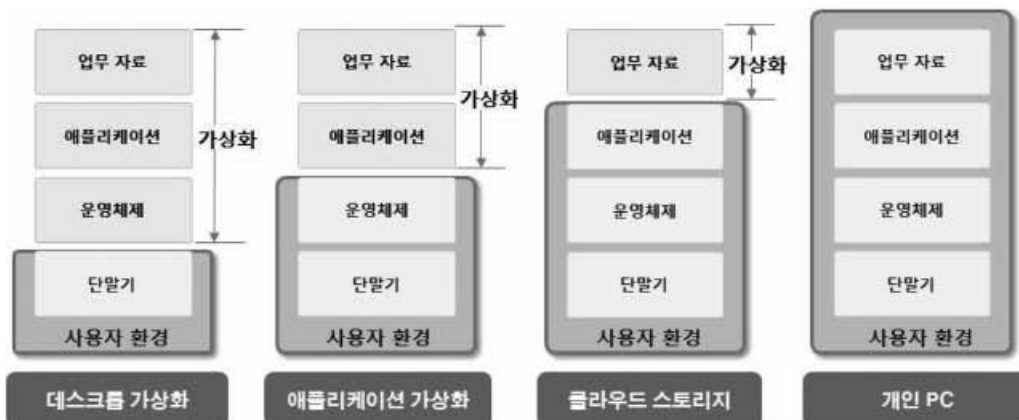 업무 자료
애플리케이션
운영체제
단말기
사용자 환경
가상화
데스크톱 가상화
업무 자료
애플리케이션
운영체제
단말기
사용자 환경
가상화
애플리케이션 가상화
업무 자료
애플리케이션
운영체제
단말기
사용자 환경
가상화
클라우드 스토리지
업무 자료
애플리케이션
운영체제
단말기
사용자 환경
개인 PC